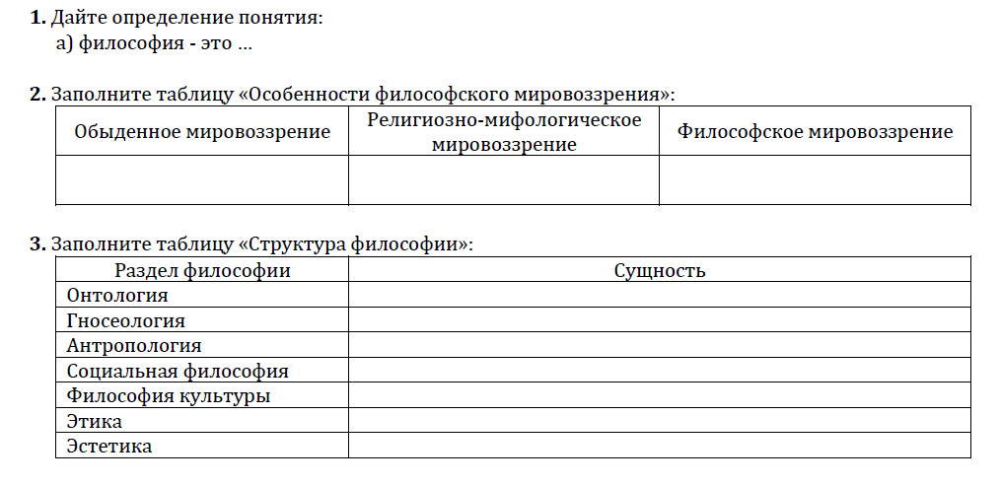 1. Дайте определение понятия:
а) философия - это ...
2. Заполните таблицу «Особенности философского мировоззрения»:
Обыденное мировоззрение
Религиозно-мифологическое
мировоззрение
Философское мировоззрение
3. Заполните таблицу «Структура философии»:
Раздел философии
Сущность
Онтология
Гносеология
Антропология
Социальная философия
Философия культуры
Этика
Эстетика